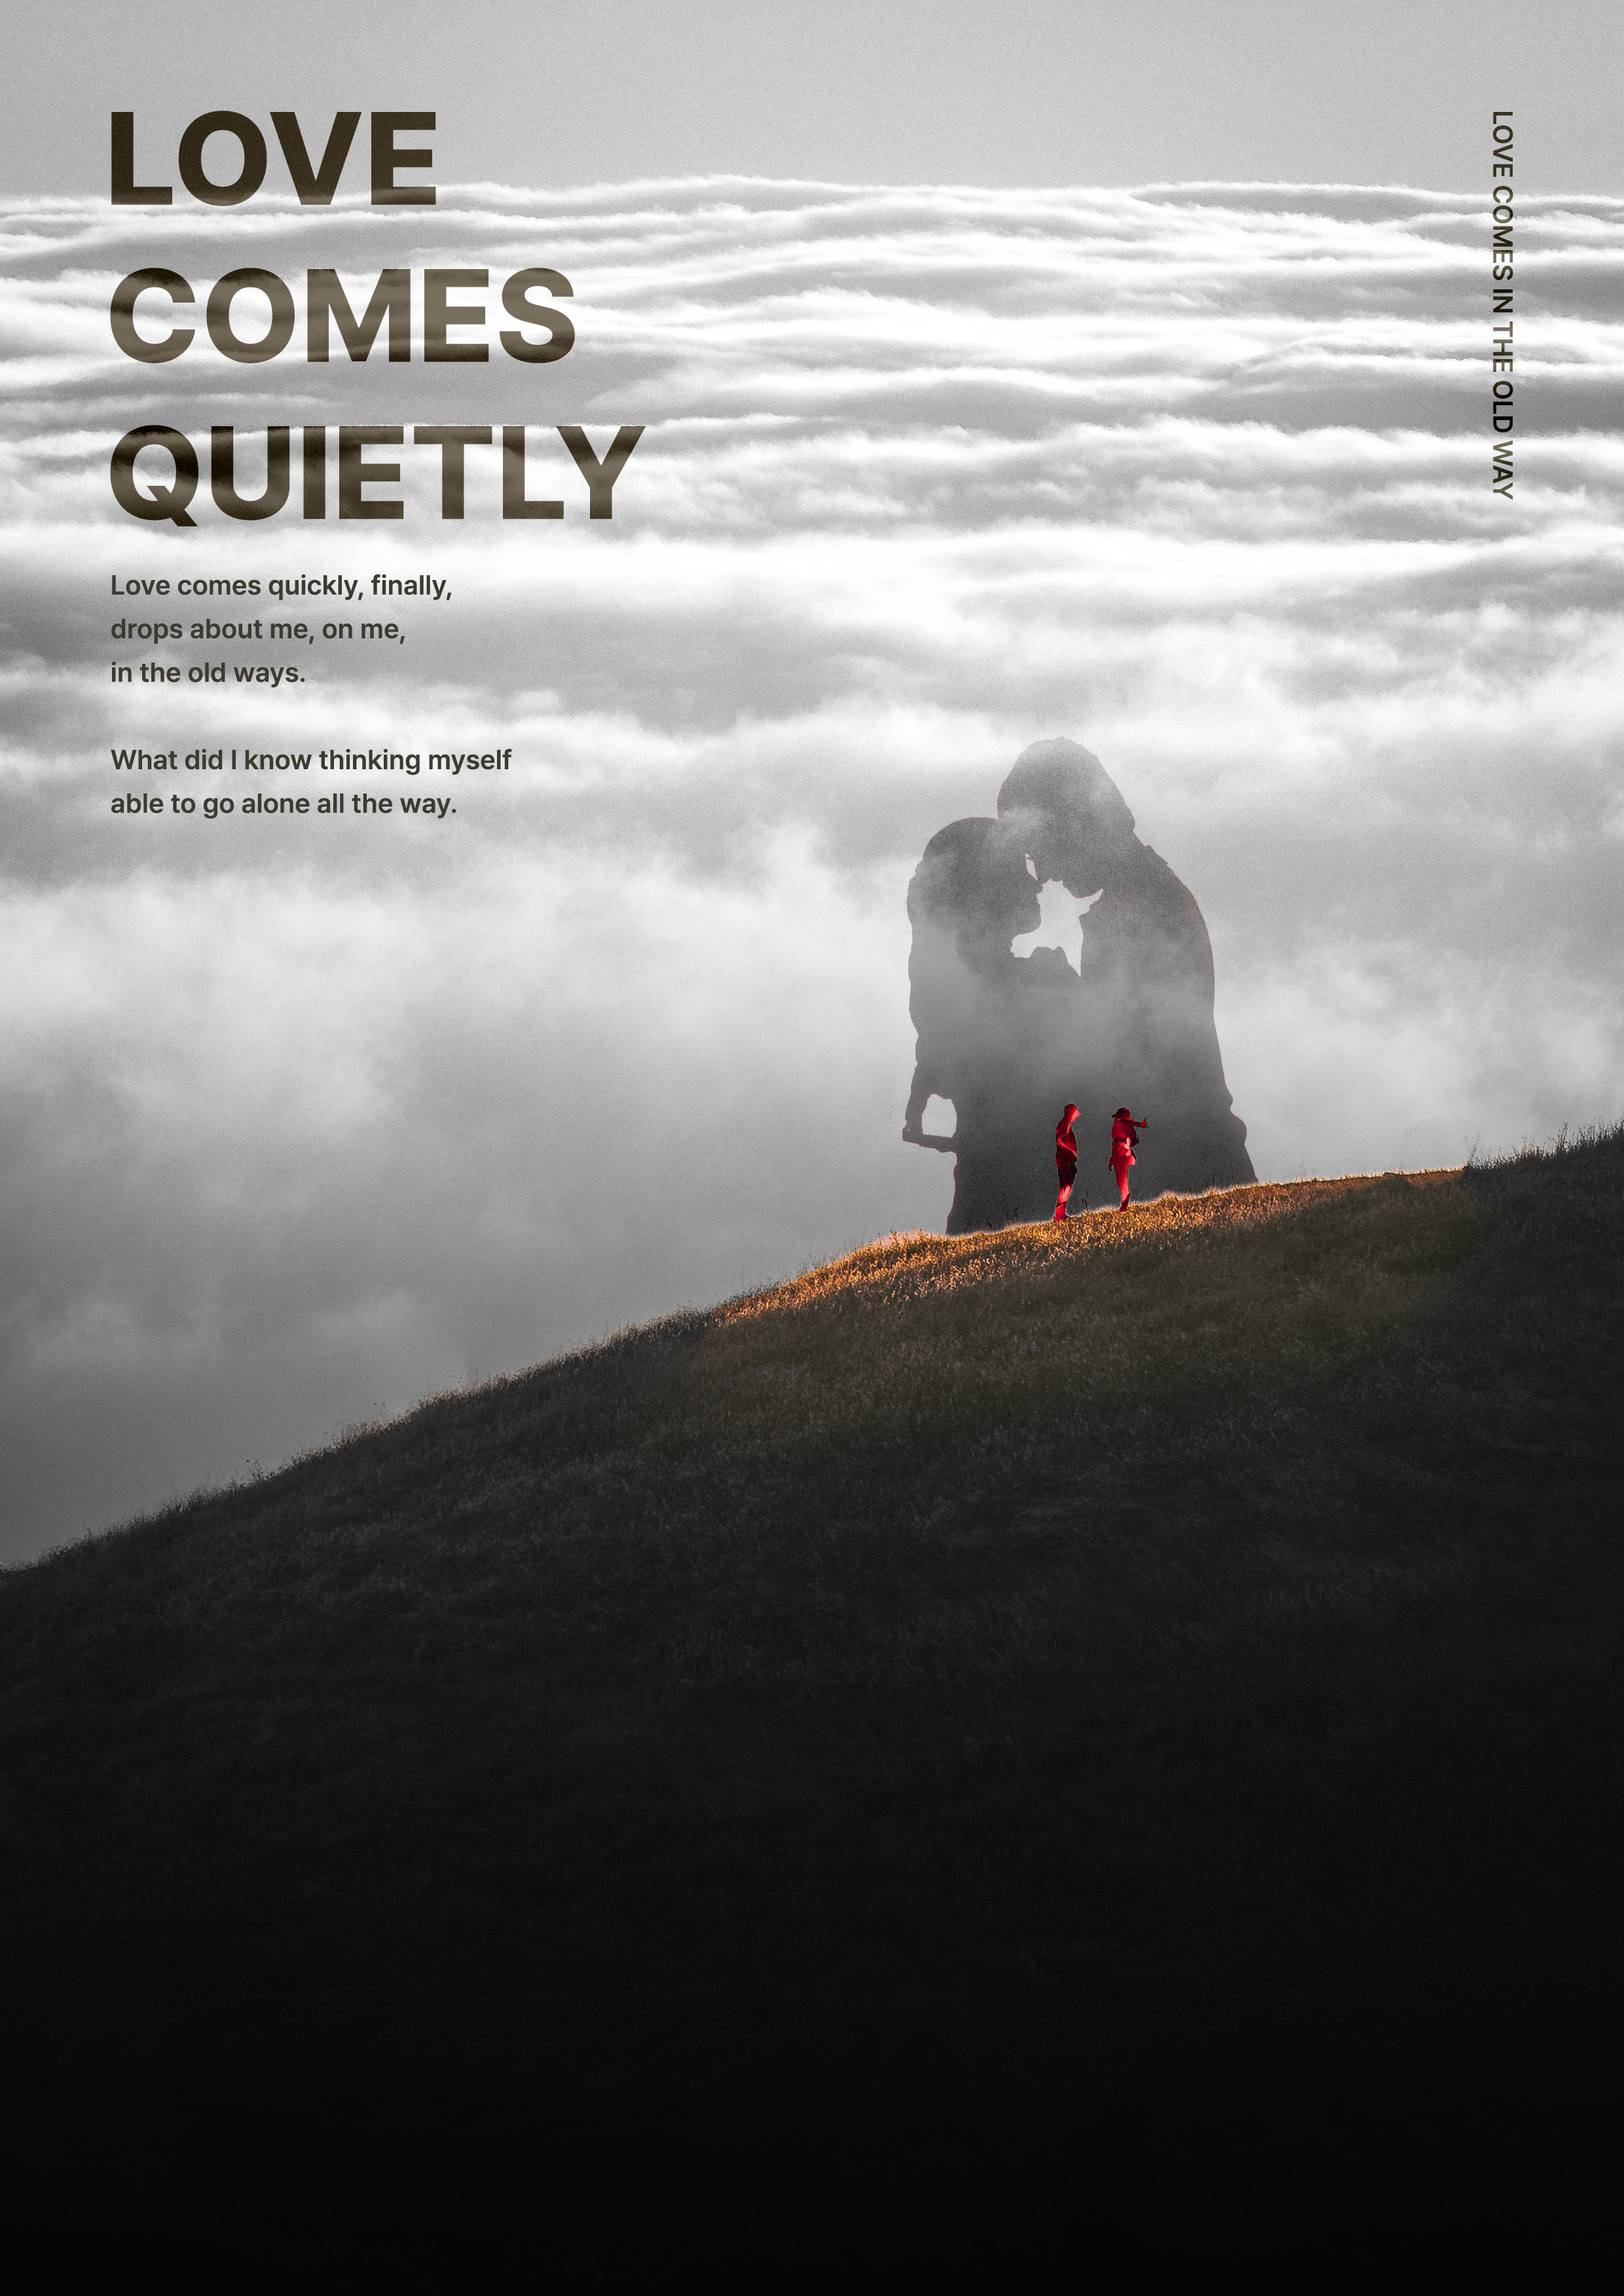 LOVE
COMES
QUIETLY
Love comes quickly, finally,
drops about me, on me,
in the old ways.
What did I know thinking myself
able to go alone all the way.
LOVE COMES IN THE OLD WAY